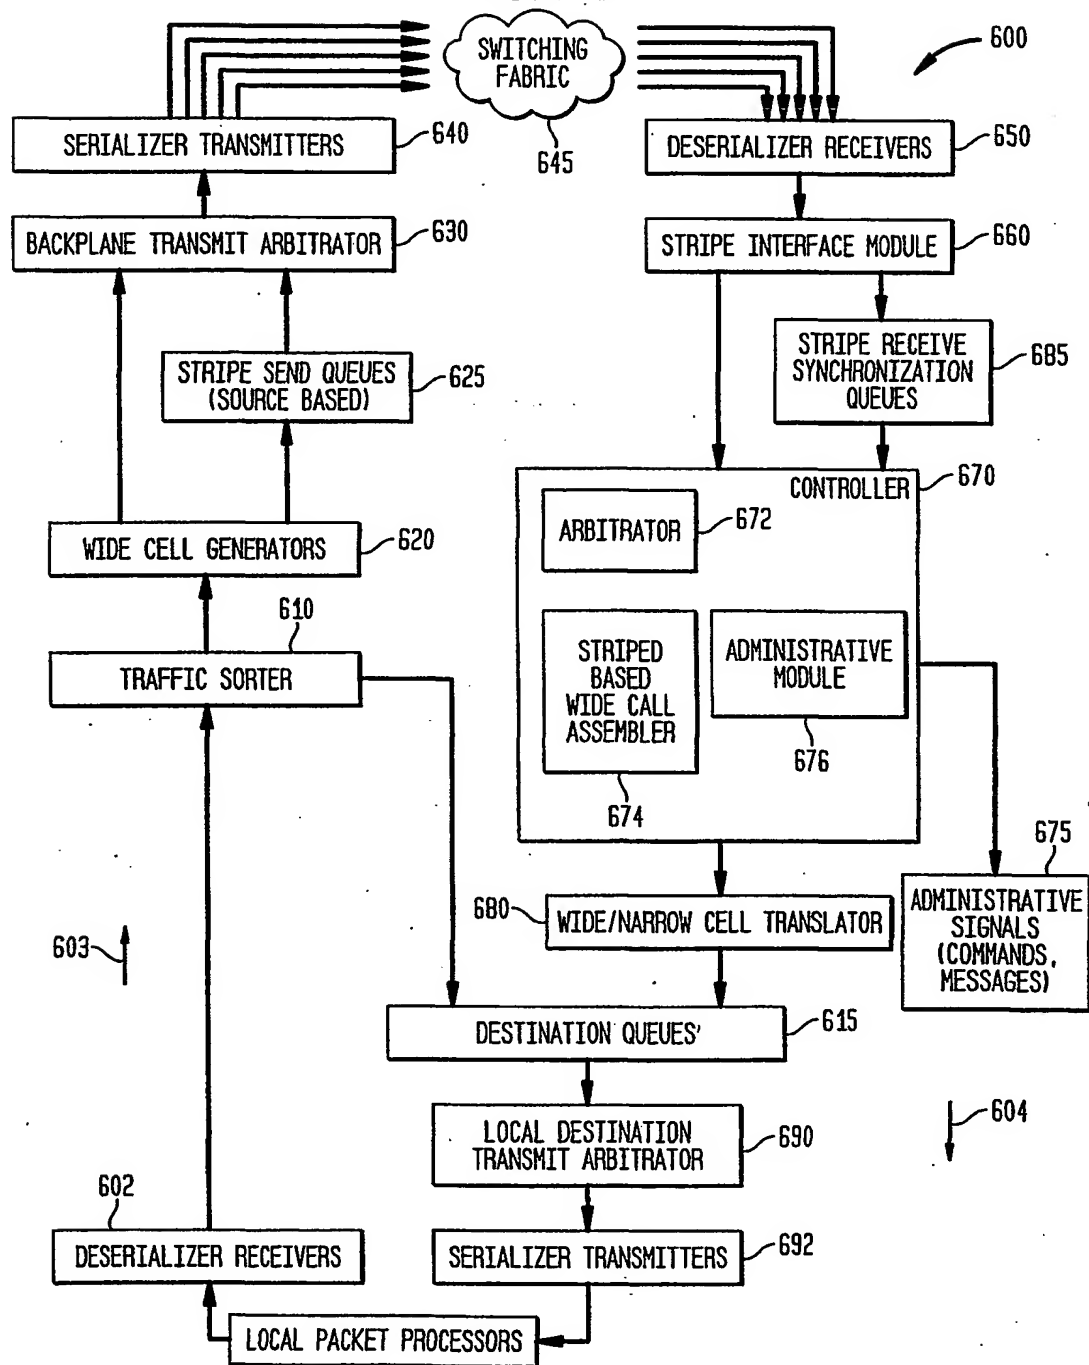 SWITCHING
FABRIC
645
600
SERIALIZER TRANSMITTERS
640
DESERIALIZER RECEIVERS
650
BACKPLANE TRANSMIT ARBITRATOR
630
STRIPE INTERFACE MODULE
660
STRIPE SEND QUEUES
(SOURCE BASED)
625
STRIPE RECEIVE
SYNCHRONIZATION
QUEUES
685
CONTROLLER
670
ARBITRATOR
672
WIDE CELL GENERATORS
620
610
TRAFFIC SORTER
STRIPED
BASED
WIDE CALL
ASSEMBLER
674
ADMINISTRATIVE
MODULE
676
675
ADMINISTRATIVE
SIGNALS
(COMMANDS,
MESSAGES)
680
WIDE/NARROW CELL TRANSLATOR
603
DESTINATION QUEUES'
615
604
LOCAL DESTINATION
TRANSMIT ARBITRATOR
690
602
DESERIALIZER RECEIVERS
SERIALIZER TRANSMITTERS
692
LOCAL PACKET PROCESSORS